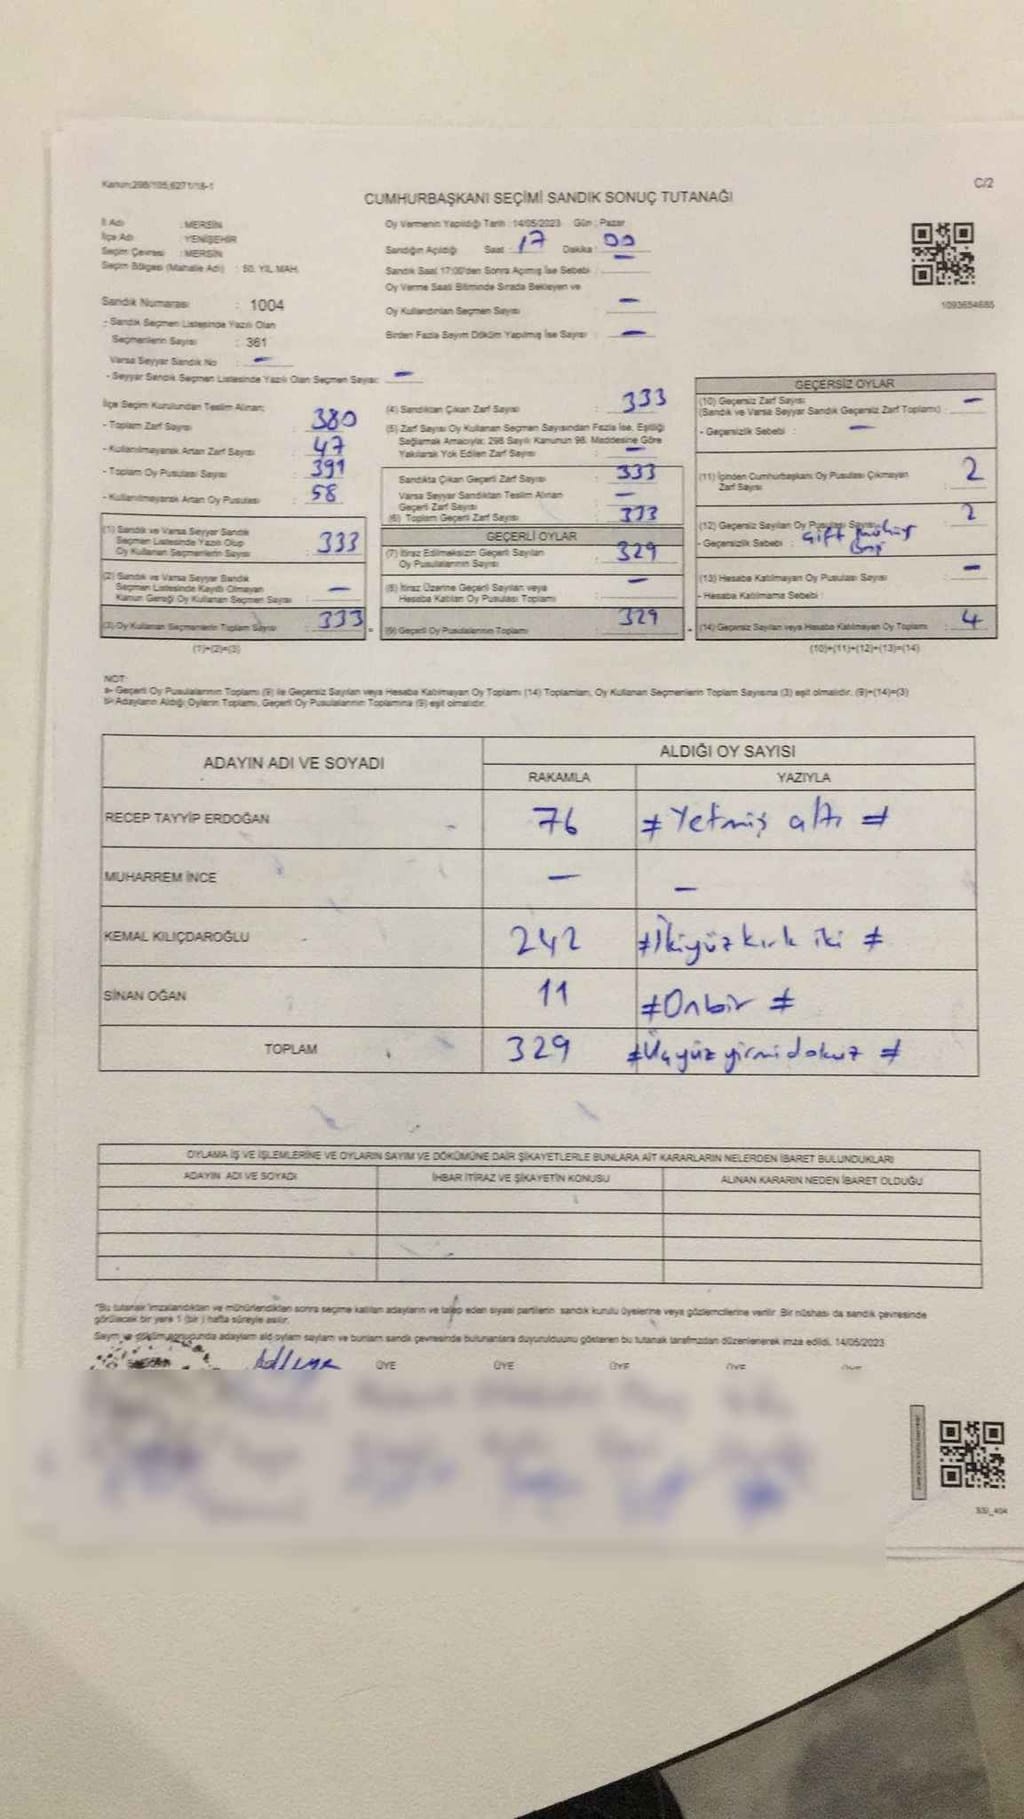 Kanun:298/105,6271/18-1
C/2
CUMHURBAŞKANI SEÇİMİ SANDIK SONUÇ TUTANAĞI
İl Adı : MERSİN
İlçe Adı : YENİŞEHİR
Seçim Çevresi : MERSİN
Seçim Bölgesi (Mahalle Adı) : 50. YIL MAH.
Sandık Numarası : 1004
- Sandık Seçmen Listesinde Yazılı Olan
Seçmenlerin Sayısı : 361
Varsa Seyyar Sandık No : —
- Seyyar Sandık Seçmen Listesinde Yazılı Olan Seçmen Sayısı: —
Oy Vermenin Yapıldığı Tarih : 14/05/2023 Gün : Pazar
Sandığın Açıldığı Saat : 17 Dakika : 00
Sandık Saat 17:00'den Sonra Açılmış İse Sebebi : —
Oy Verme Saati Bitiminde Sırada Bekleyen ve
Oy Kullandırılan Seçmen Sayısı : —
Birden Fazla Sayım Döküm Yapılmış İse Sayısı : —
1093654685
İlçe Seçim Kurulundan Teslim Alınan;
- Toplam Zarf Sayısı : 380
- Kullanılmayarak Artan Zarf Sayısı : 47
- Toplam Oy Pusulası Sayısı : 391
- Kullanılmayarak Artan Oy Pusulası : 58
(1) Sandık ve Varsa Seyyar Sandık
Seçmen Listesinde Yazılı Olup
Oy Kullanan Seçmenlerin Sayısı : 333
(2) Sandık ve Varsa Seyyar Sandık
Seçmen Listesinde Kayıtlı Olmayan
Kanun Gereği Oy Kullanan Seçmen Sayısı : —
(3) Oy Kullanan Seçmenlerin Toplam Sayısı : 333
(1)+(2)=(3)
(4) Sandıktan Çıkan Zarf Sayısı : 333
(5) Zarf Sayısı Oy Kullanan Seçmen Sayısından Fazla İse, Eşitliği
Sağlamak Amacıyla; 298 Sayılı Kanunun 98. Maddesine Göre
Yakılarak Yok Edilen Zarf Sayısı : —
Sandıkta Çıkan Geçerli Zarf Sayısı : 333
Varsa Seyyar Sandıktan Teslim Alınan
Geçerli Zarf Sayısı : —
(6) Toplam Geçerli Zarf Sayısı : 333
GEÇERLİ OYLAR
(7) İtiraz Edilmeksizin Geçerli Sayılan
Oy Pusulalarının Sayısı : 329
(8) İtiraz Üzerine Geçerli Sayılan veya
Hesaba Katılan Oy Pusulası Toplamı : —
(9) Geçerli Oy Pusulalarının Toplamı : 329
GEÇERSİZ OYLAR
(10) Geçersiz Zarf Sayısı
(Sandık ve Varsa Seyyar Sandık Geçersiz Zarf Toplamı) : —
- Geçersizlik Sebebi : —
(11) İçinden Cumhurbaşkanı Oy Pusulası Çıkmayan
Zarf Sayısı 2
(12) Geçersiz Sayılan Oy Pusulası Sayısı : 2
- Geçersizlik Sebebi : Çift mühür
(13) Hesaba Katılmayan Oy Pusulası Sayısı : —
- Hesaba Katılmama Sebebi :
(14) Geçersiz Sayılan veya Hesaba Katılmayan Oy Toplamı : 4
(10)+(11)+(12)+(13)=(14)
NOT:
a- Geçerli Oy Pusulalarının Toplamı (9) ile Geçersiz Sayılan veya Hesaba Katılmayan Oy Toplamı (14) Toplamları, Oy Kullanan Seçmenlerin Toplam Sayısına (3) eşit olmalıdır. (9)+(14)=(3)
b- Adayların Aldığı Oyların Toplamı, Geçerli Oy Pusulalarının Toplamına (9) eşit olmalıdır.
ADAYIN ADI VE SOYADI
ALDIĞI OY SAYISI
RAKAMLA YAZIYLA
RECEP TAYYİP ERDOĞAN 76 ≠ Yetmiş altı ≠
MUHARREM İNCE — —
KEMAL KILIÇDAROĞLU 242 ≠İkiyüz kırk iki ≠
SİNAN OĞAN 11 ≠Onbir ≠
TOPLAM 329 ≠Üçyüz yirmi dokuz ≠
OYLAMA İŞ VE İŞLEMLERİNE VE OYLARIN SAYIM VE DÖKÜMÜNE DAİR ŞİKAYETLERLE BUNLARA AİT KARARLARIN NELERDEN İBARET BULUNDUKLARI
ADAYIN ADI VE SOYADI İHBAR İTİRAZ VE ŞİKAYETİN KONUSU ALINAN KARARIN NEDEN İBARET OLDUĞU
*Bu tutanak imzalandıktan ve mühürlendikten sonra seçime katılan adayların ve talep eden siyasi partilerin sandık kurulu üyelerine veya gözlemcilerine verilir. Bir nüshası da sandık çevresinde
görülecek bir yere 1 (bir) hafta süreyle asılır.
Sayım ve döküm sonucunda adayların aldığı oyların sayıları ve bunların sandık çevresinde bulunanlara duyurulduğunu gösteren bu tutanak tarafımızdan düzenlenerek imza edildi. 14/05/2023
ÜYE ÜYE ÜYE ÜYE